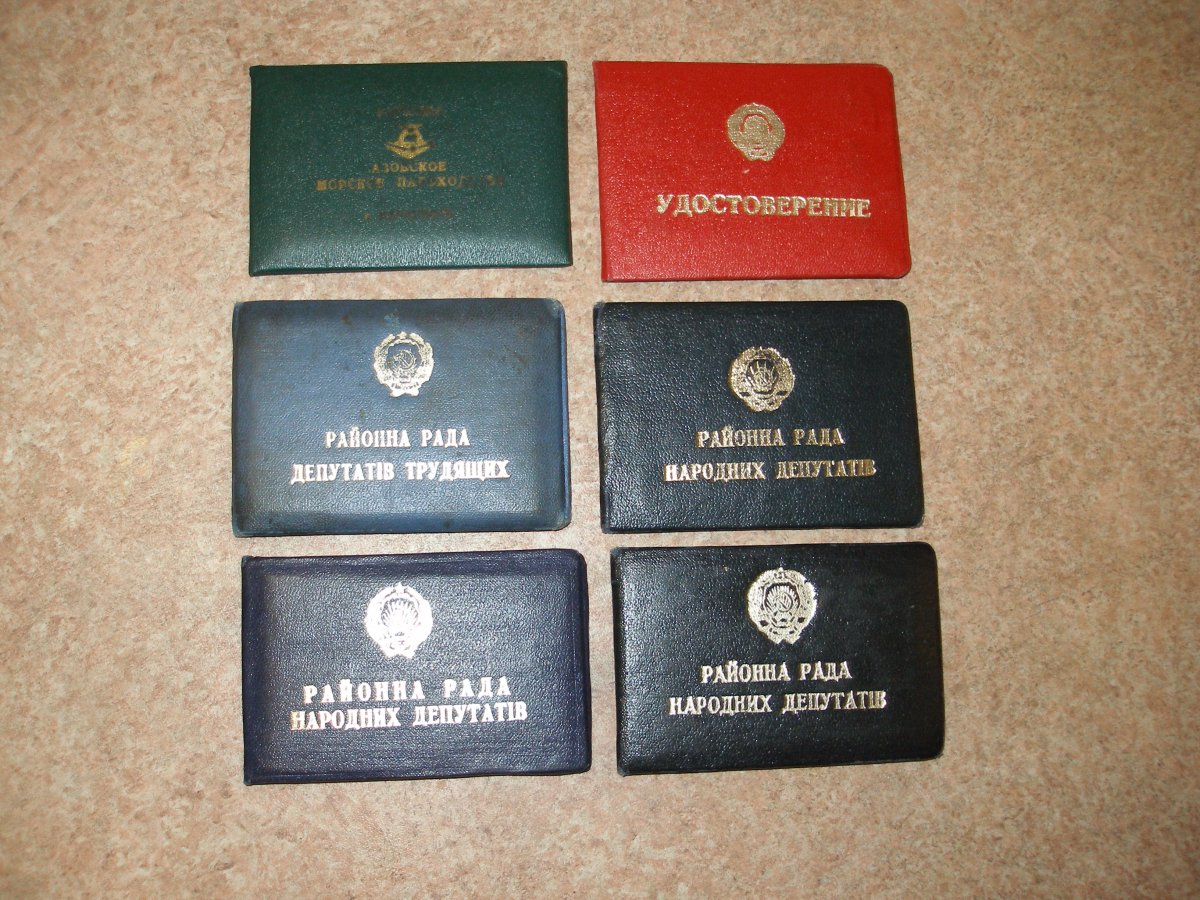 АЗОВСКОЕ
МОРСКОЕ ПАРОХОДСТВО
УДОСТОВЕРЕНИЕ
РАЙОННА РАДА
ДЕПУТАТІВ ТРУДЯЩИХ
РАЙОННА РАДА
НАРОДНИХ ДЕПУТАТІВ
РАЙОННА РАДА
НАРОДНИХ ДЕПУТАТІВ
РАЙОННА РАДА
НАРОДНИХ ДЕПУТАТІВ